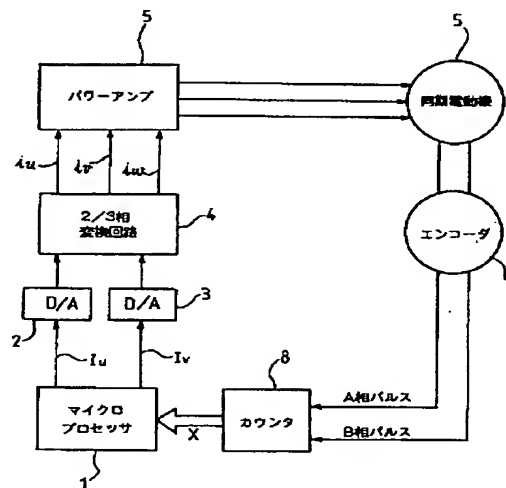 5
5
パワーアンプ
同期電動機
iu
iv
iw
2/3相
変換回路
4
エンコーダ
D/A
D/A
2
3
Iu
Iv
8
マイクロ
プロセッサ
X
カウンタ
A相パルス
B相パルス
1